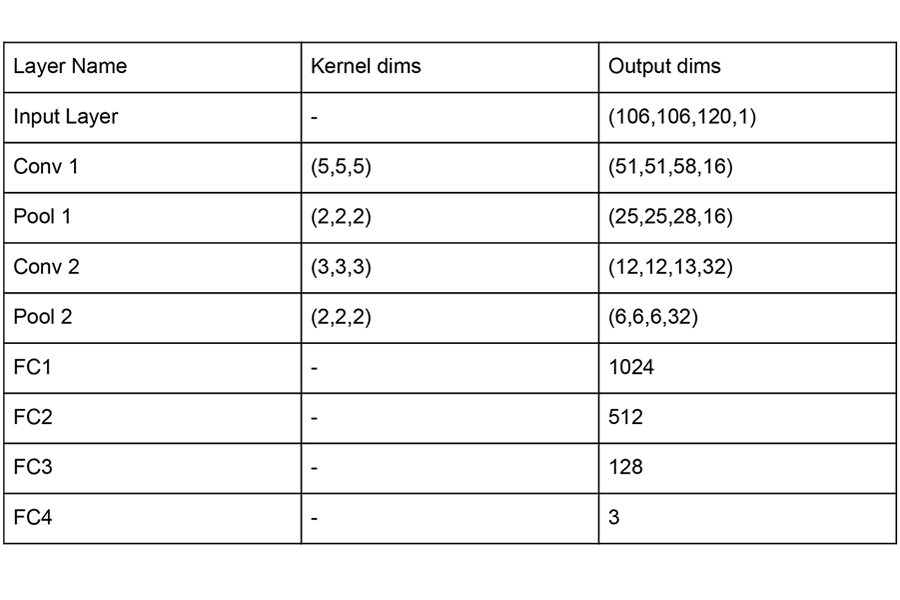 Layer Name Kernel dims Output dims
Input Layer - (106,106,120,1)
Conv 1 (5,5,5) (51,51,58,16)
Pool 1 (2,2,2) (25,25,28,16)
Conv 2 (3,3,3) (12,12,13,32)
Pool 2 (2,2,2) (6,6,6,32)
FC1 - 1024
FC2 - 512
FC3 - 128
FC4 - 3